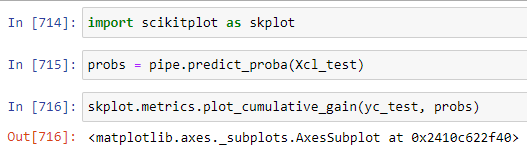 In [714]: import scikitplot as skplot
In [715]: probs = pipe.predict_proba(Xcl_test)
In [716]: skplot.metrics.plot_cumulative_gain(yc_test, probs)
Out[716]: <matplotlib.axes._subplots.AxesSubplot at 0x2410c622f40>